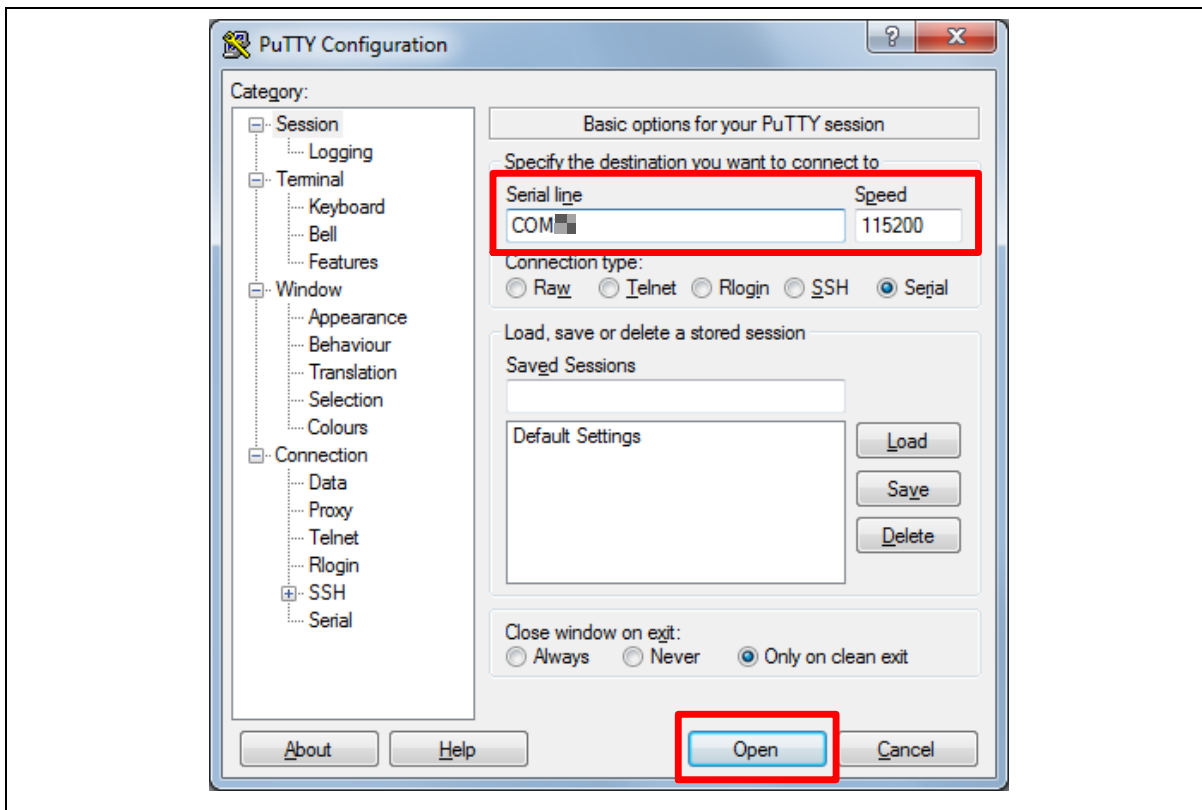 PuTTY Configuration
Category:
Session
Logging
Terminal
Keyboard
Bell
Features
Window
Appearance
Behaviour
Translation
Selection
Colours
Connection
Data
Proxy
Telnet
Rlogin
SSH
Serial
Basic options for your PuTTY session
Specify the destination you want to connect to
Serial line Speed
COM 115200
Connection type:
Raw Telnet Rlogin SSH Serial
Load, save or delete a stored session
Saved Sessions
Default Settings
Load
Save
Delete
Close window on exit:
Always Never Only on clean exit
About Help Open Cancel